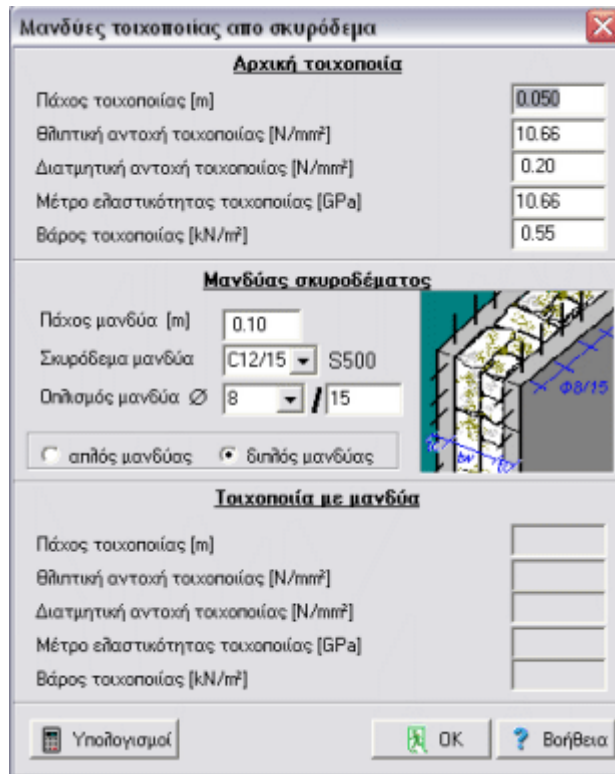 Μανδύες τοιχοποιίας απο σκυρόδεμα
Αρχική τοιχοποιία
Πάχος τοιχοποιίας [m] 0.050
Θλιπτική αντοχή τοιχοποιίας [N/mm²] 10.66
Διατμητική αντοχή τοιχοποιίας [N/mm²] 0.20
Μέτρο ελαστικότητας τοιχοποιίας [GPa] 10.66
Βάρος τοιχοποιίας [kN/m²] 0.55
Μανδύας σκυροδέματος
Πάχος μανδύα [m] 0.10
Σκυρόδεμα μανδύα C12/15 S500
Οπλισμός μανδύα Ø 8 / 15
απλός μανδύας διπλός μανδύας
Φ8/15
Τοιχοποιία με μανδύα
Πάχος τοιχοποιίας [m]
Θλιπτική αντοχή τοιχοποιίας [N/mm²]
Διατμητική αντοχή τοιχοποιίας [N/mm²]
Μέτρο ελαστικότητας τοιχοποιίας [GPa]
Βάρος τοιχοποιίας [kN/m²]
Υπολογισμοί OK ? Βοήθεια